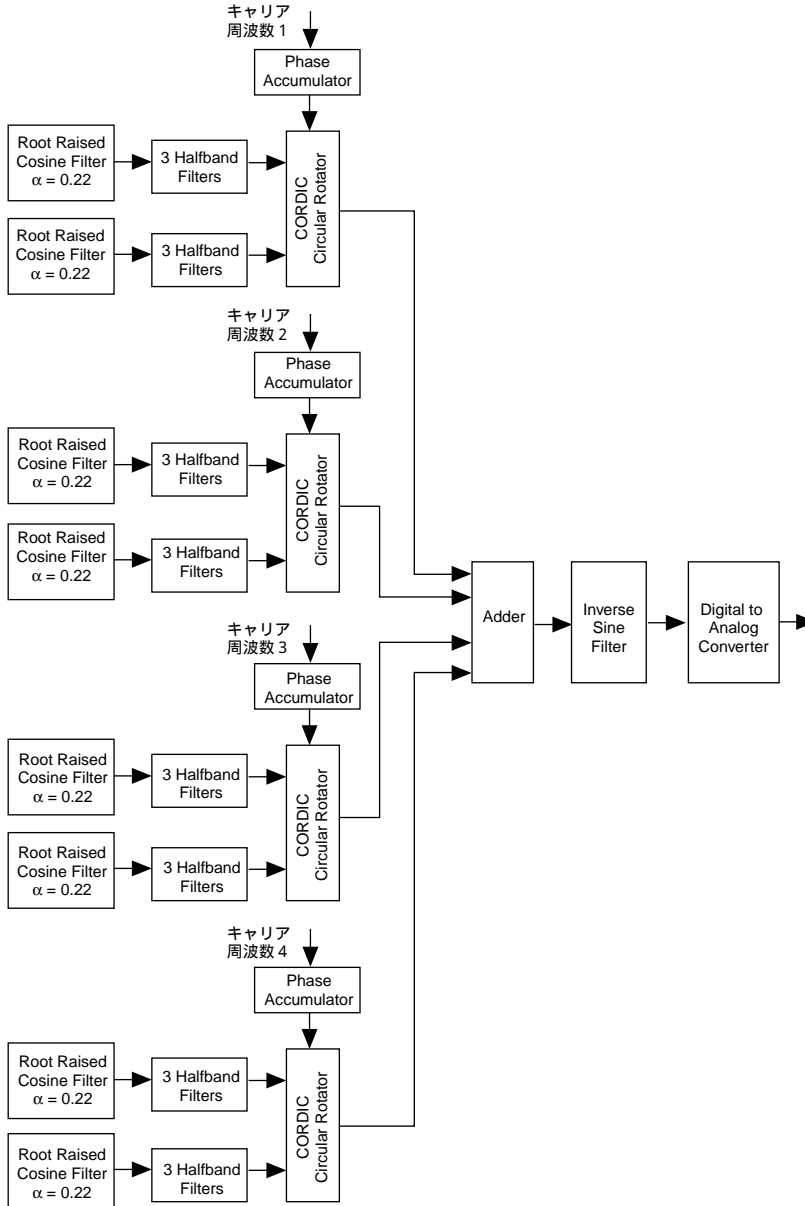 キャリア
周波数 1
Phase
Accumulator
Root Raised
Cosine Filter
α = 0.22
3 Halfband
Filters
CORDIC
Circular Rotator
Root Raised
Cosine Filter
α = 0.22
3 Halfband
Filters
キャリア
周波数 2
Phase
Accumulator
Root Raised
Cosine Filter
α = 0.22
3 Halfband
Filters
CORDIC
Circular Rotator
Root Raised
Cosine Filter
α = 0.22
3 Halfband
Filters
Adder
Inverse
Sine
Filter
Digital to
Analog
Converter
キャリア
周波数 3
Phase
Accumulator
Root Raised
Cosine Filter
α = 0.22
3 Halfband
Filters
CORDIC
Circular Rotator
Root Raised
Cosine Filter
α = 0.22
3 Halfband
Filters
キャリア
周波数 4
Phase
Accumulator
Root Raised
Cosine Filter
α = 0.22
3 Halfband
Filters
CORDIC
Circular Rotator
Root Raised
Cosine Filter
α = 0.22
3 Halfband
Filters